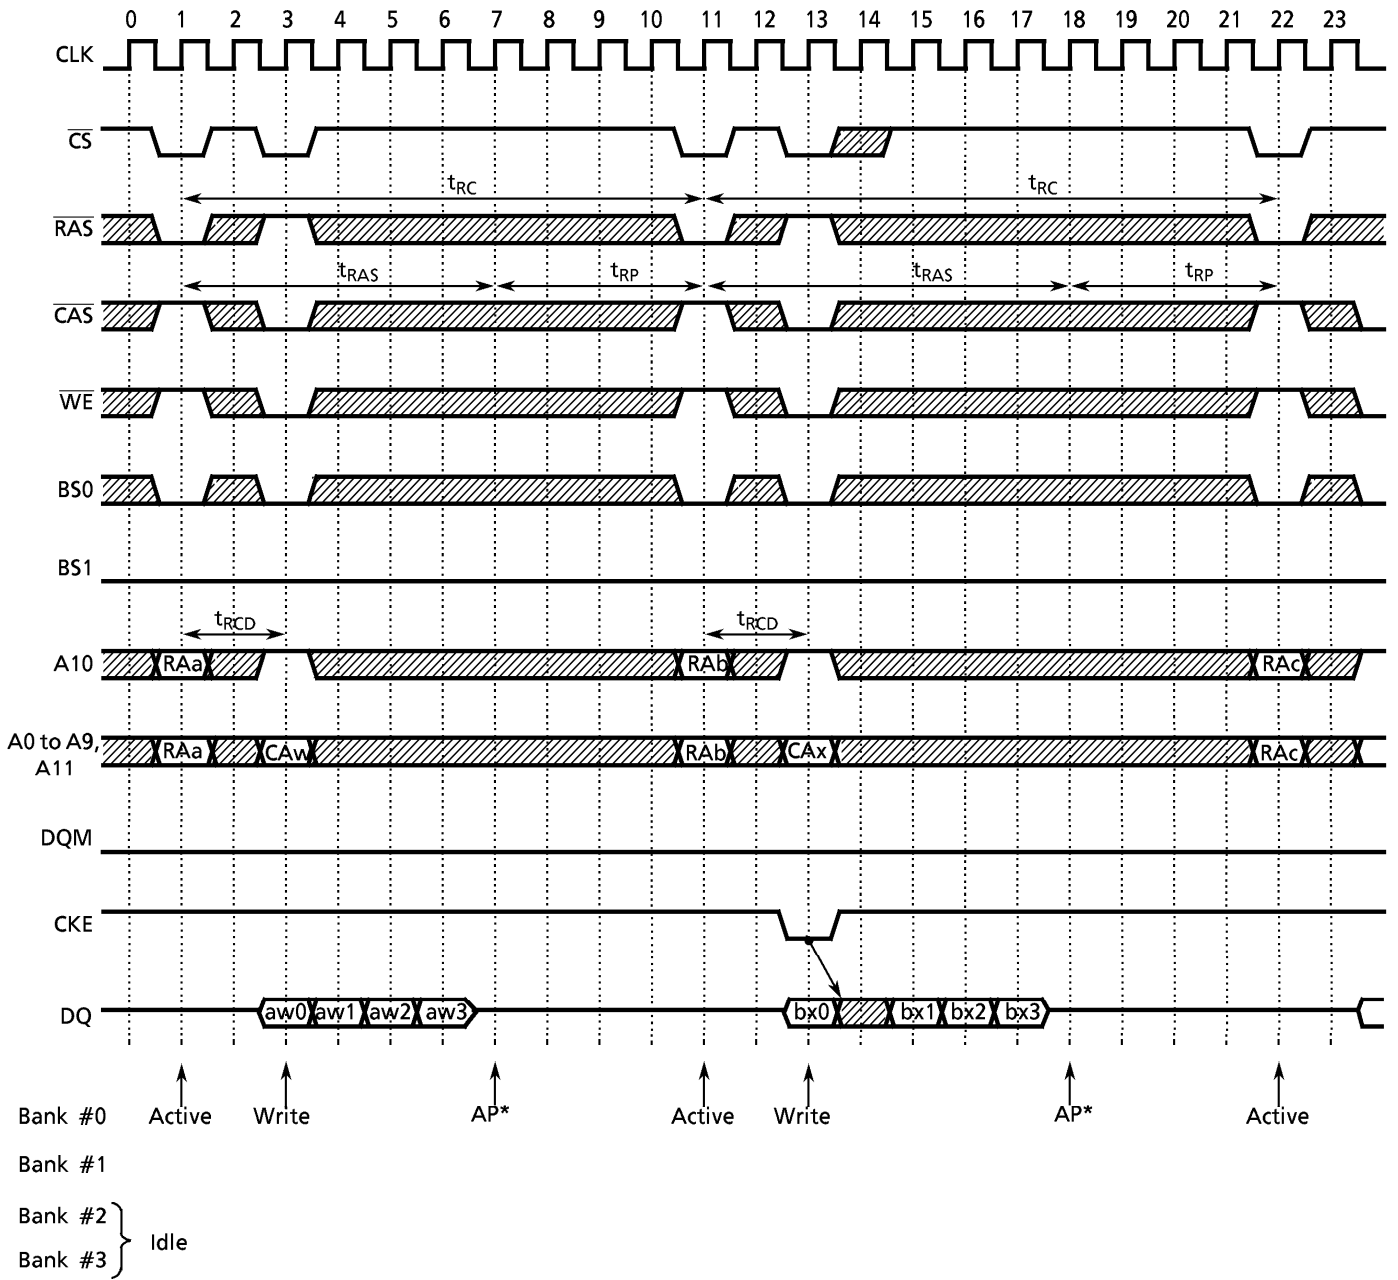 0 1 2 3 4 5 6 7 8 9 10 11 12 13 14 15 16 17 18 19 20 21 22 23
CLK
CS
tRC tRC
RAS
tRAS tRP tRAS tRP
CAS
WE
BS0
BS1
tRCD tRCD
A10 RAa RAb RAc
A0 to A9, RAa CAw RAb CAx RAc
A11
DQM
CKE
DQ aw0 aw1 aw2 aw3 bx0 bx1 bx2 bx3
Bank #0 Active Write AP* Active Write AP* Active
Bank #1
Bank #2
Idle
Bank #3